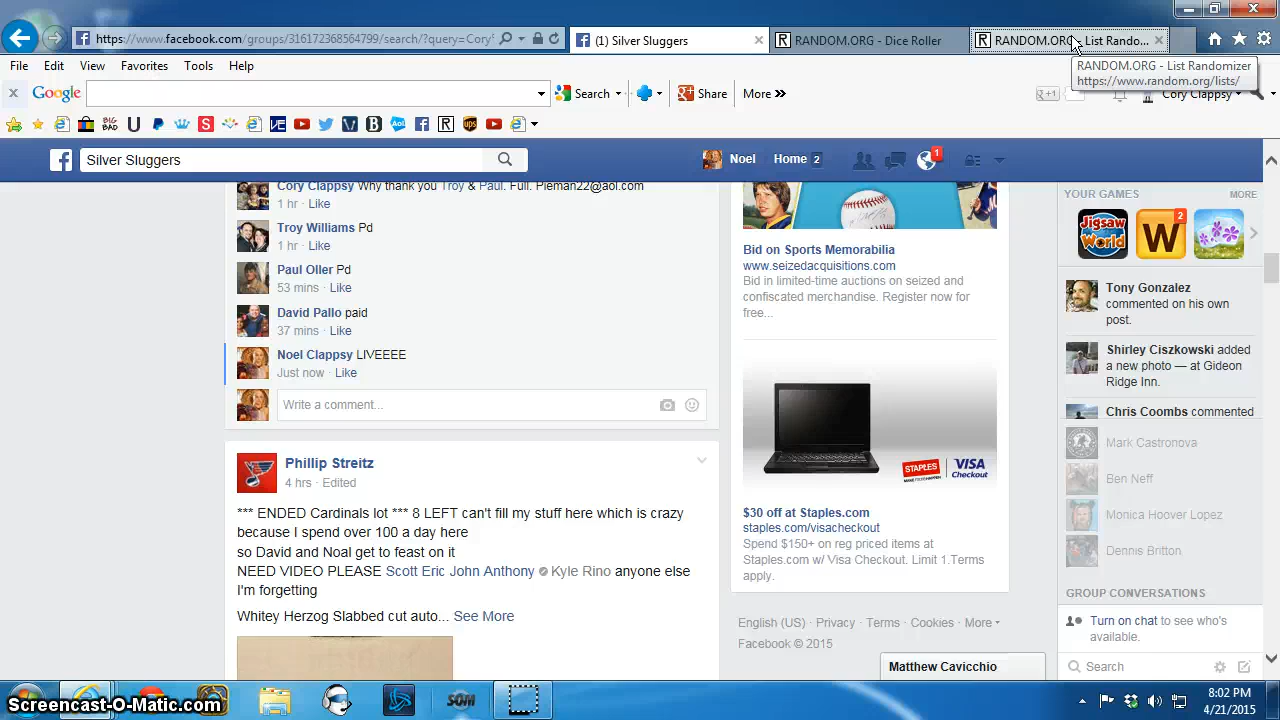 https://www.facebook.com/groups/316172368564799/search/?query=Cory'
(1) Silver Sluggers
RANDOM.ORG - Dice Roller
RANDOM.ORG - List Rando...
RANDOM.ORG - List Randomizer
https://www.random.org/lists/
File Edit View Favorites Tools Help
Google
Search
Share
More »
+1
Cory Clappsy
Silver Sluggers
Noel
Home 2
1
Cory Clappsy Why thank you Troy & Paul. Full. Pieman22@aol.com
1 hr · Like
Troy Williams Pd
1 hr · Like
Paul Oller Pd
53 mins · Like
David Pallo paid
37 mins · Like
Noel Clappsy LIVEEEE
Just now · Like
Write a comment...
Phillip Streitz
4 hrs · Edited
*** ENDED Cardinals lot *** 8 LEFT can't fill my stuff here which is crazy
because I spend over 100 a day here
so David and Noal get to feast on it
NEED VIDEO PLEASE Scott Eric John Anthony Kyle Rino anyone else
I'm forgetting
Whitey Herzog Slabbed cut auto... See More
Bid on Sports Memorabilia
www.seizedacquisitions.com
Bid in limited-time auctions on seized and
confiscated merchandise. Register now for
free...
STAPLES
VISA
Checkout
$30 off at Staples.com
staples.com/visacheckout
Spend $150+ on reg priced items at
Staples.com w/ Visa Checkout. Limit 1.Terms
apply.
English (US) · Privacy · Terms · Cookies · More
Facebook © 2015
Matthew Cavicchio
YOUR GAMES
MORE
Jigsaw
World
W
2
Tony Gonzalez
commented on his own
post.
Shirley Ciszkowski added
a new photo — at Gideon
Ridge Inn.
Chris Coombs commented
Mark Castronova
Ben Neff
Monica Hoover Lopez
Dennis Britton
GROUP CONVERSATIONS
Turn on chat to see who's
available.
Search
SOM
8:02 PM
4/21/2015
Screencast-O-Matic.com